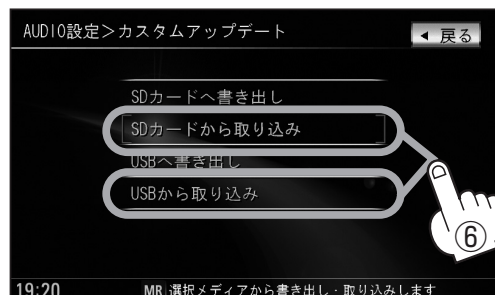 AUDIO設定>カスタムアップデート
◀ 戻る
SDカードへ書き出し
SDカードから取り込み
USBへ書き出し
USBから取り込み
⑥
19:20 MR 選択メディアから書き出し・取り込みします